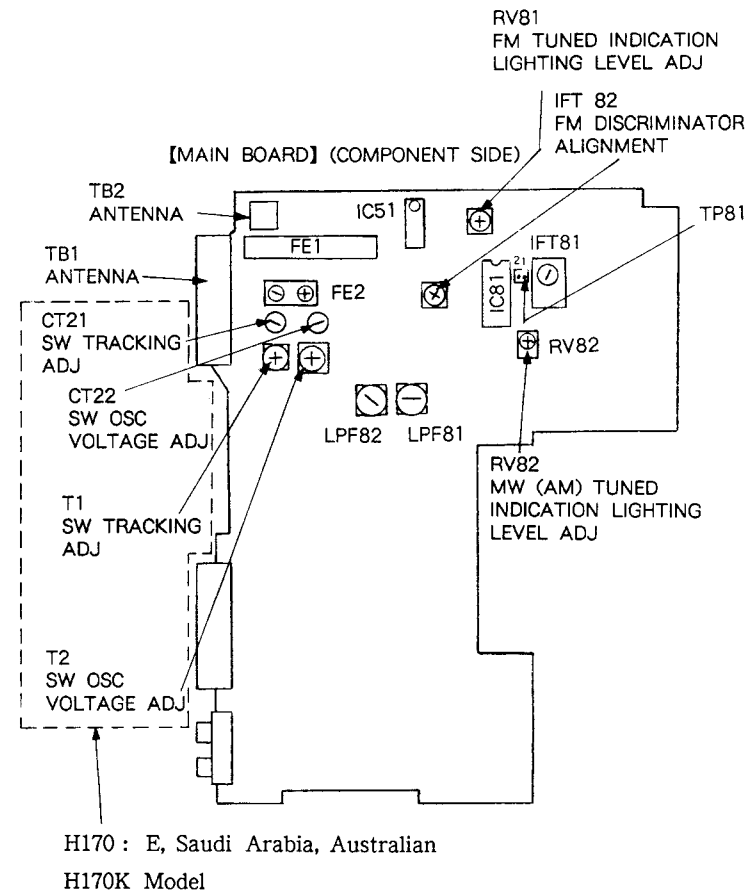 RV81
FM TUNED INDICATION
LIGHTING LEVEL ADJ
IFT 82
FM DISCRIMINATOR
ALIGNMENT
【MAIN BOARD】 (COMPONENT SIDE)
TB2
ANTENNA
IC51
TP81
FE1
IFT81
TB1
ANTENNA
21
IC81
FE2
CT21
SW TRACKING
ADJ
RV82
CT22
SW OSC
VOLTAGE ADJ
LPF82 LPF81
RV82
MW (AM) TUNED
INDICATION LIGHTING
LEVEL ADJ
T1
SW TRACKING
ADJ
T2
SW OSC
VOLTAGE ADJ
H170 : E, Saudi Arabia, Australian
H170K Model